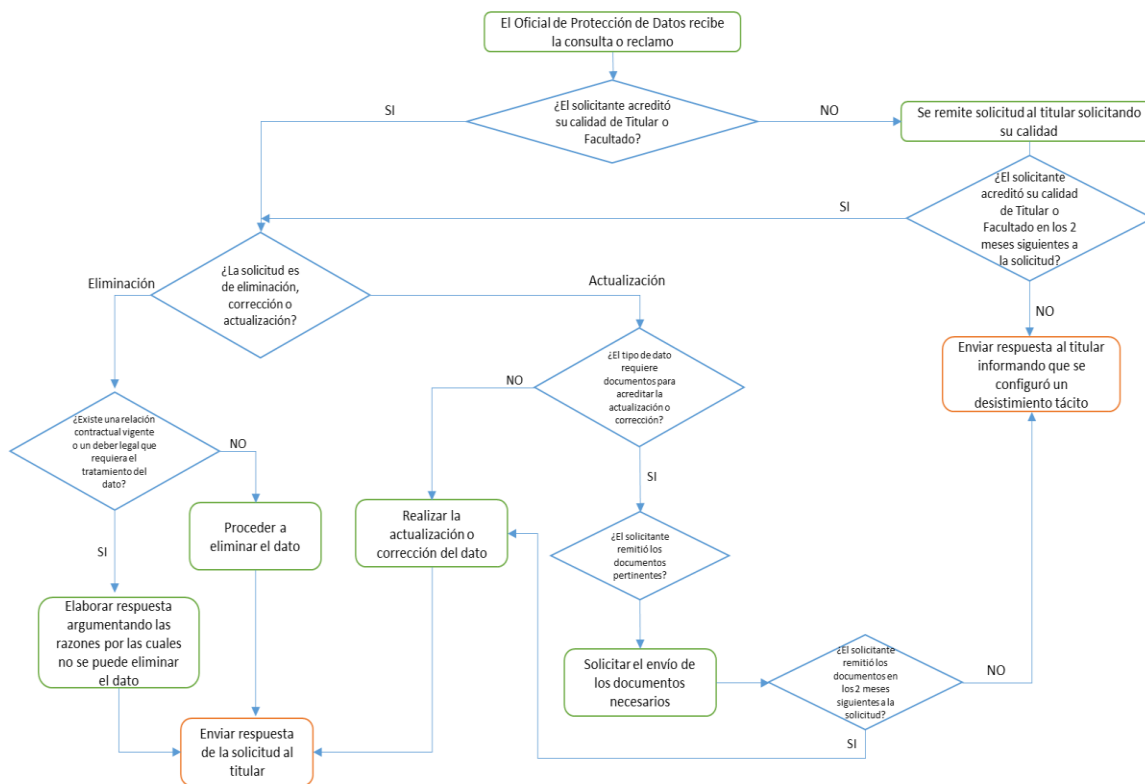 El Oficial de Protección de Datos recibe
la consulta o reclamo
SI
¿El solicitante acreditó
su calidad de Titular o
Facultado?
NO
Se remite solicitud al titular solicitando
su calidad
SI
¿El solicitante
acreditó su calidad
de Titular o
Facultado en los 2
meses siguientes a
la solicitud?
NO
Enviar respuesta al titular
informando que se
configuró un
desistimiento tácito
Eliminación
¿La solicitud es
de eliminación,
corrección o
actualización?
Actualización
¿Existe una relación
contractual vigente
o un deber legal que
requiera el
tratamiento del
dato?
NO
SI
Proceder a
eliminar el dato
Elaborar respuesta
argumentando las
razones por las cuales
no se puede eliminar
el dato
NO
¿El tipo de dato
requiere
documentos para
acreditar la
actualización o
corrección?
SI
Realizar la
actualización o
corrección del dato
¿El solicitante
remitió los
documentos
pertinentes?
Solicitar el envío de
los documentos
necesarios
¿El solicitante
remitió los
documentos en
los 2 meses
siguientes a la
solicitud?
NO
SI
Enviar respuesta
de la solicitud al
titular